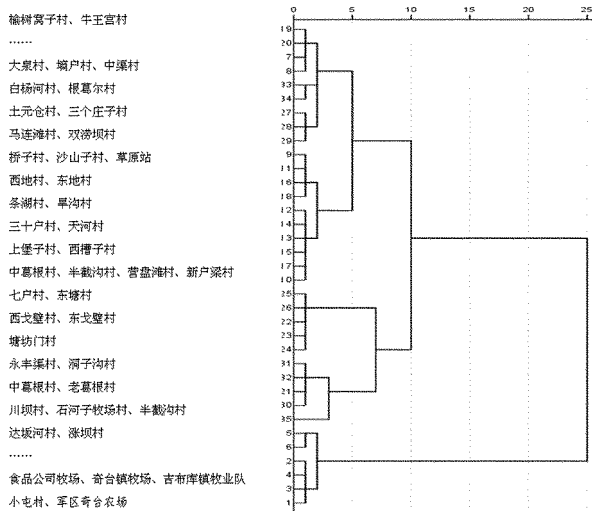 0 5 10 15 20 25
榆树窝子村、牛王宫村
……
大泉村、墒户村、中渠村
白杨河村、根葛尔村
土元仓村、三个庄子村
马连滩村、双涝坝村
桥子村、沙山子村、草原站
西地村、东地村
条湖村、旱沟村
三十户村、天河村
上堡子村、西槽子村
中葛根村、半截沟村、营盘滩村、新户梁村
七户村、东塘村
西戈壁村、东戈壁村
塘坊门村
永丰渠村、涧子沟村
中葛根村、老葛根村
川坝村、石河子牧场村、半截沟村
达坂河村、涨坝村
……
食品公司牧场、奇台镇牧场、吉布库镇牧业队
小屯村、军区奇台农场
19
20
7
8
33
34
27
28
29
9
11
16
18
12
14
13
15
17
10
25
26
22
23
24
31
32
21
30
35
5
6
2
4
3
1